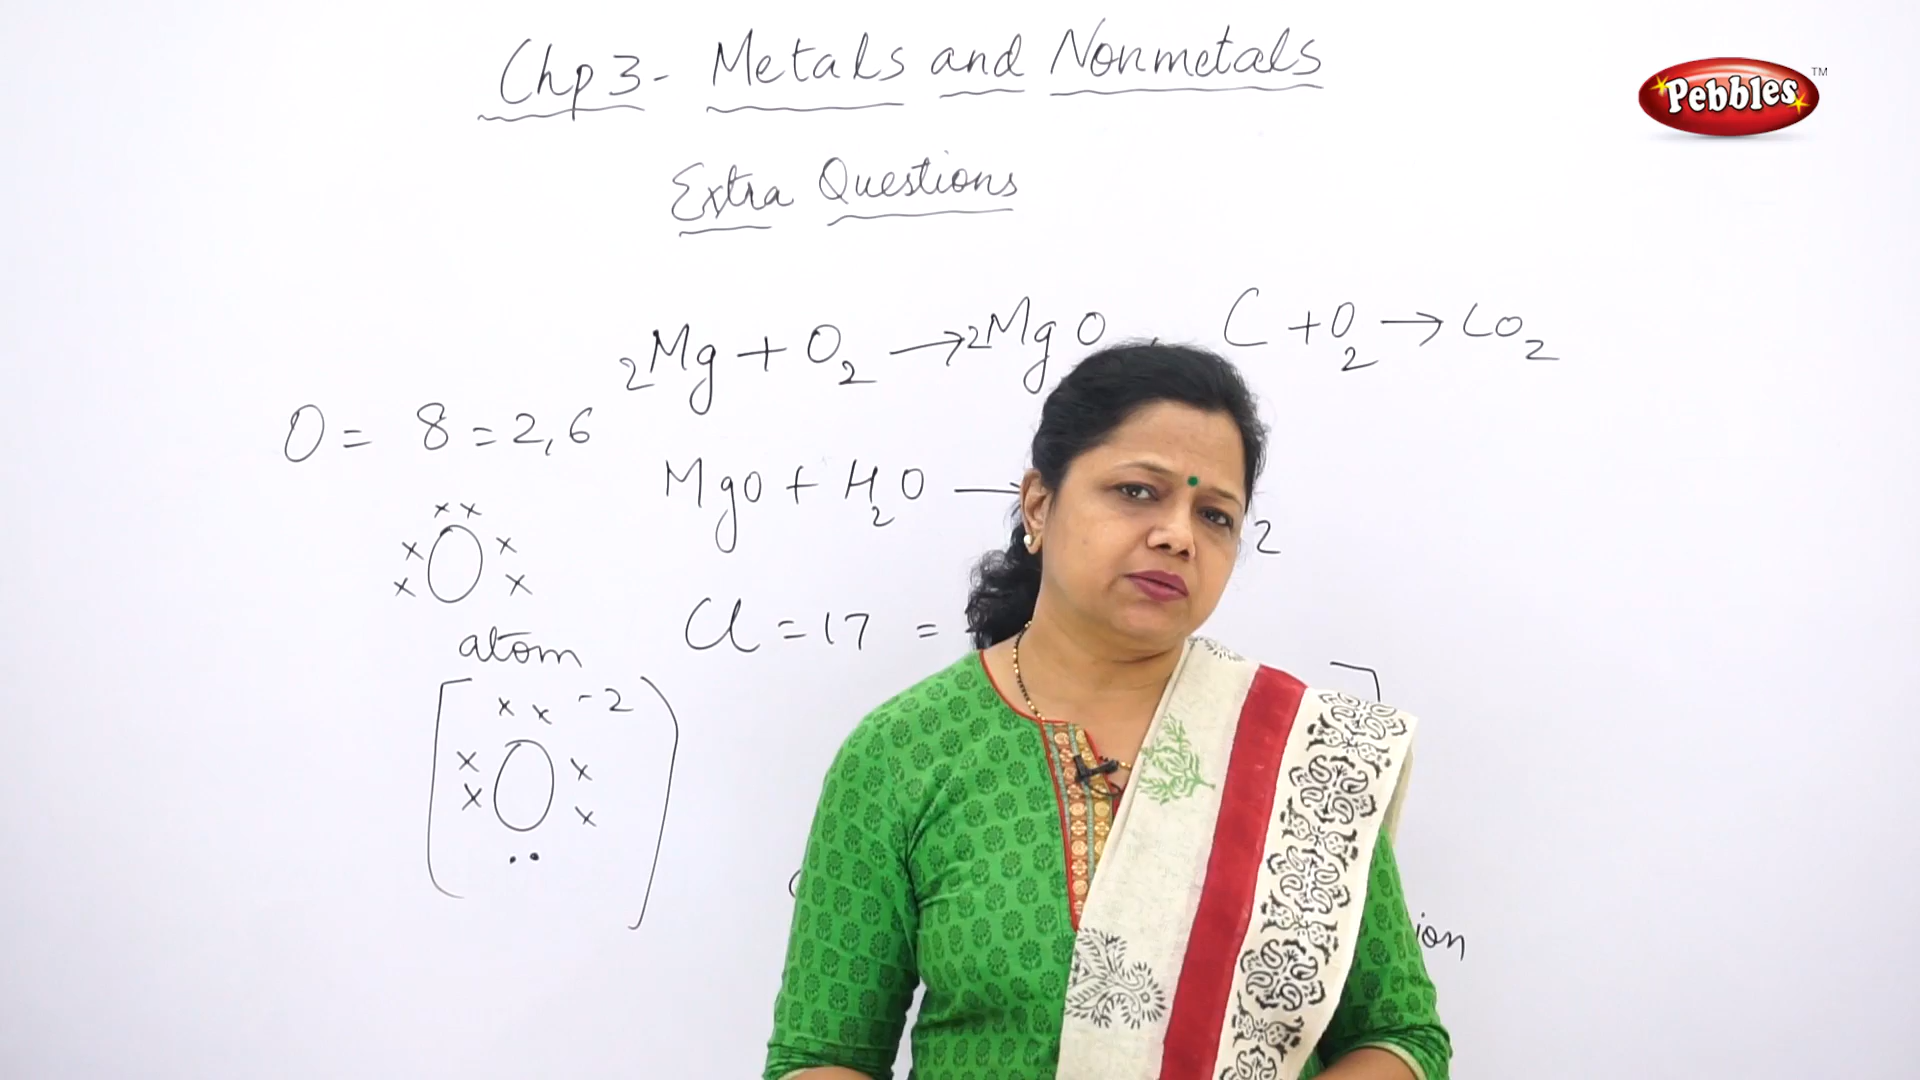 Chp 3 - Metals and Nonmetals
Pebbles TM
Extra Questions
2Mg + O2 → 2MgO , C + O2 → CO2
O = 8 = 2,6
MgO + H2O — 2
x x
x O x
x x
atom
Cl = 17 =
x x -2
x O x
x x
..
ion